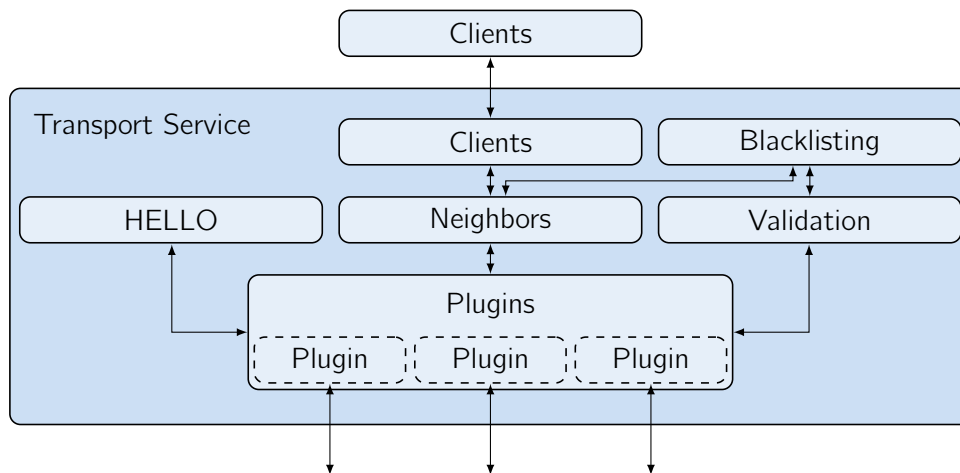 Clients
Transport Service
Clients
Blacklisting
HELLO
Neighbors
Validation
Plugins
Plugin
Plugin
Plugin